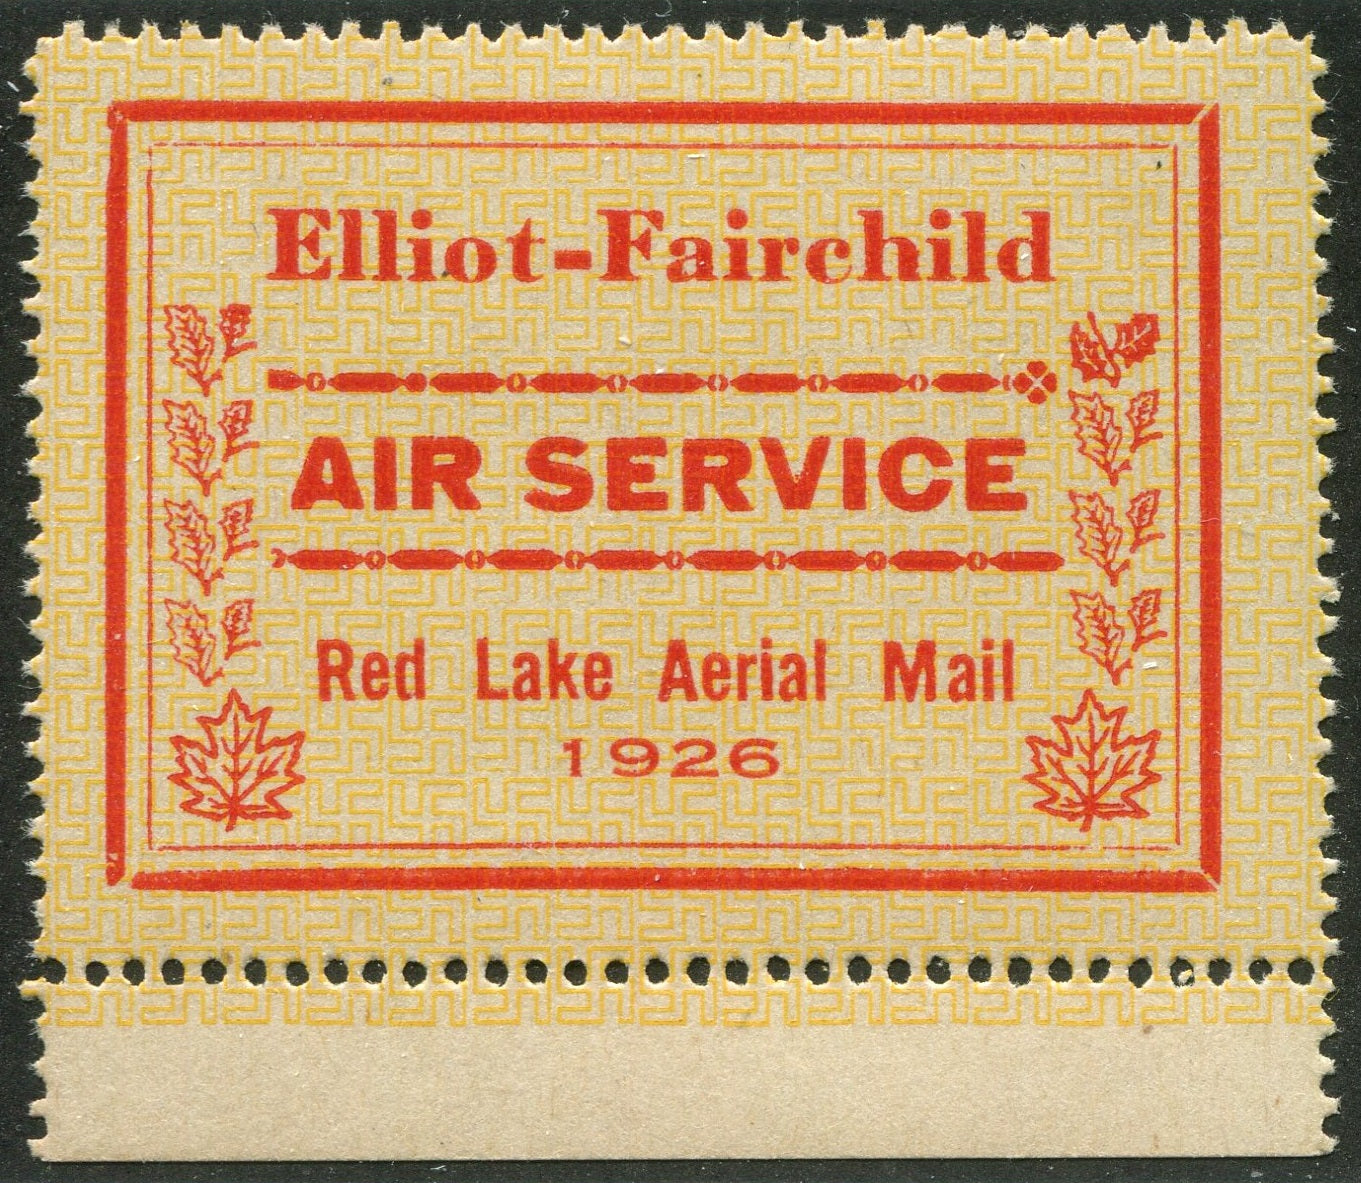 Elliot-Fairchild
AIR SERVICE
Red Lake Aerial Mail
1926